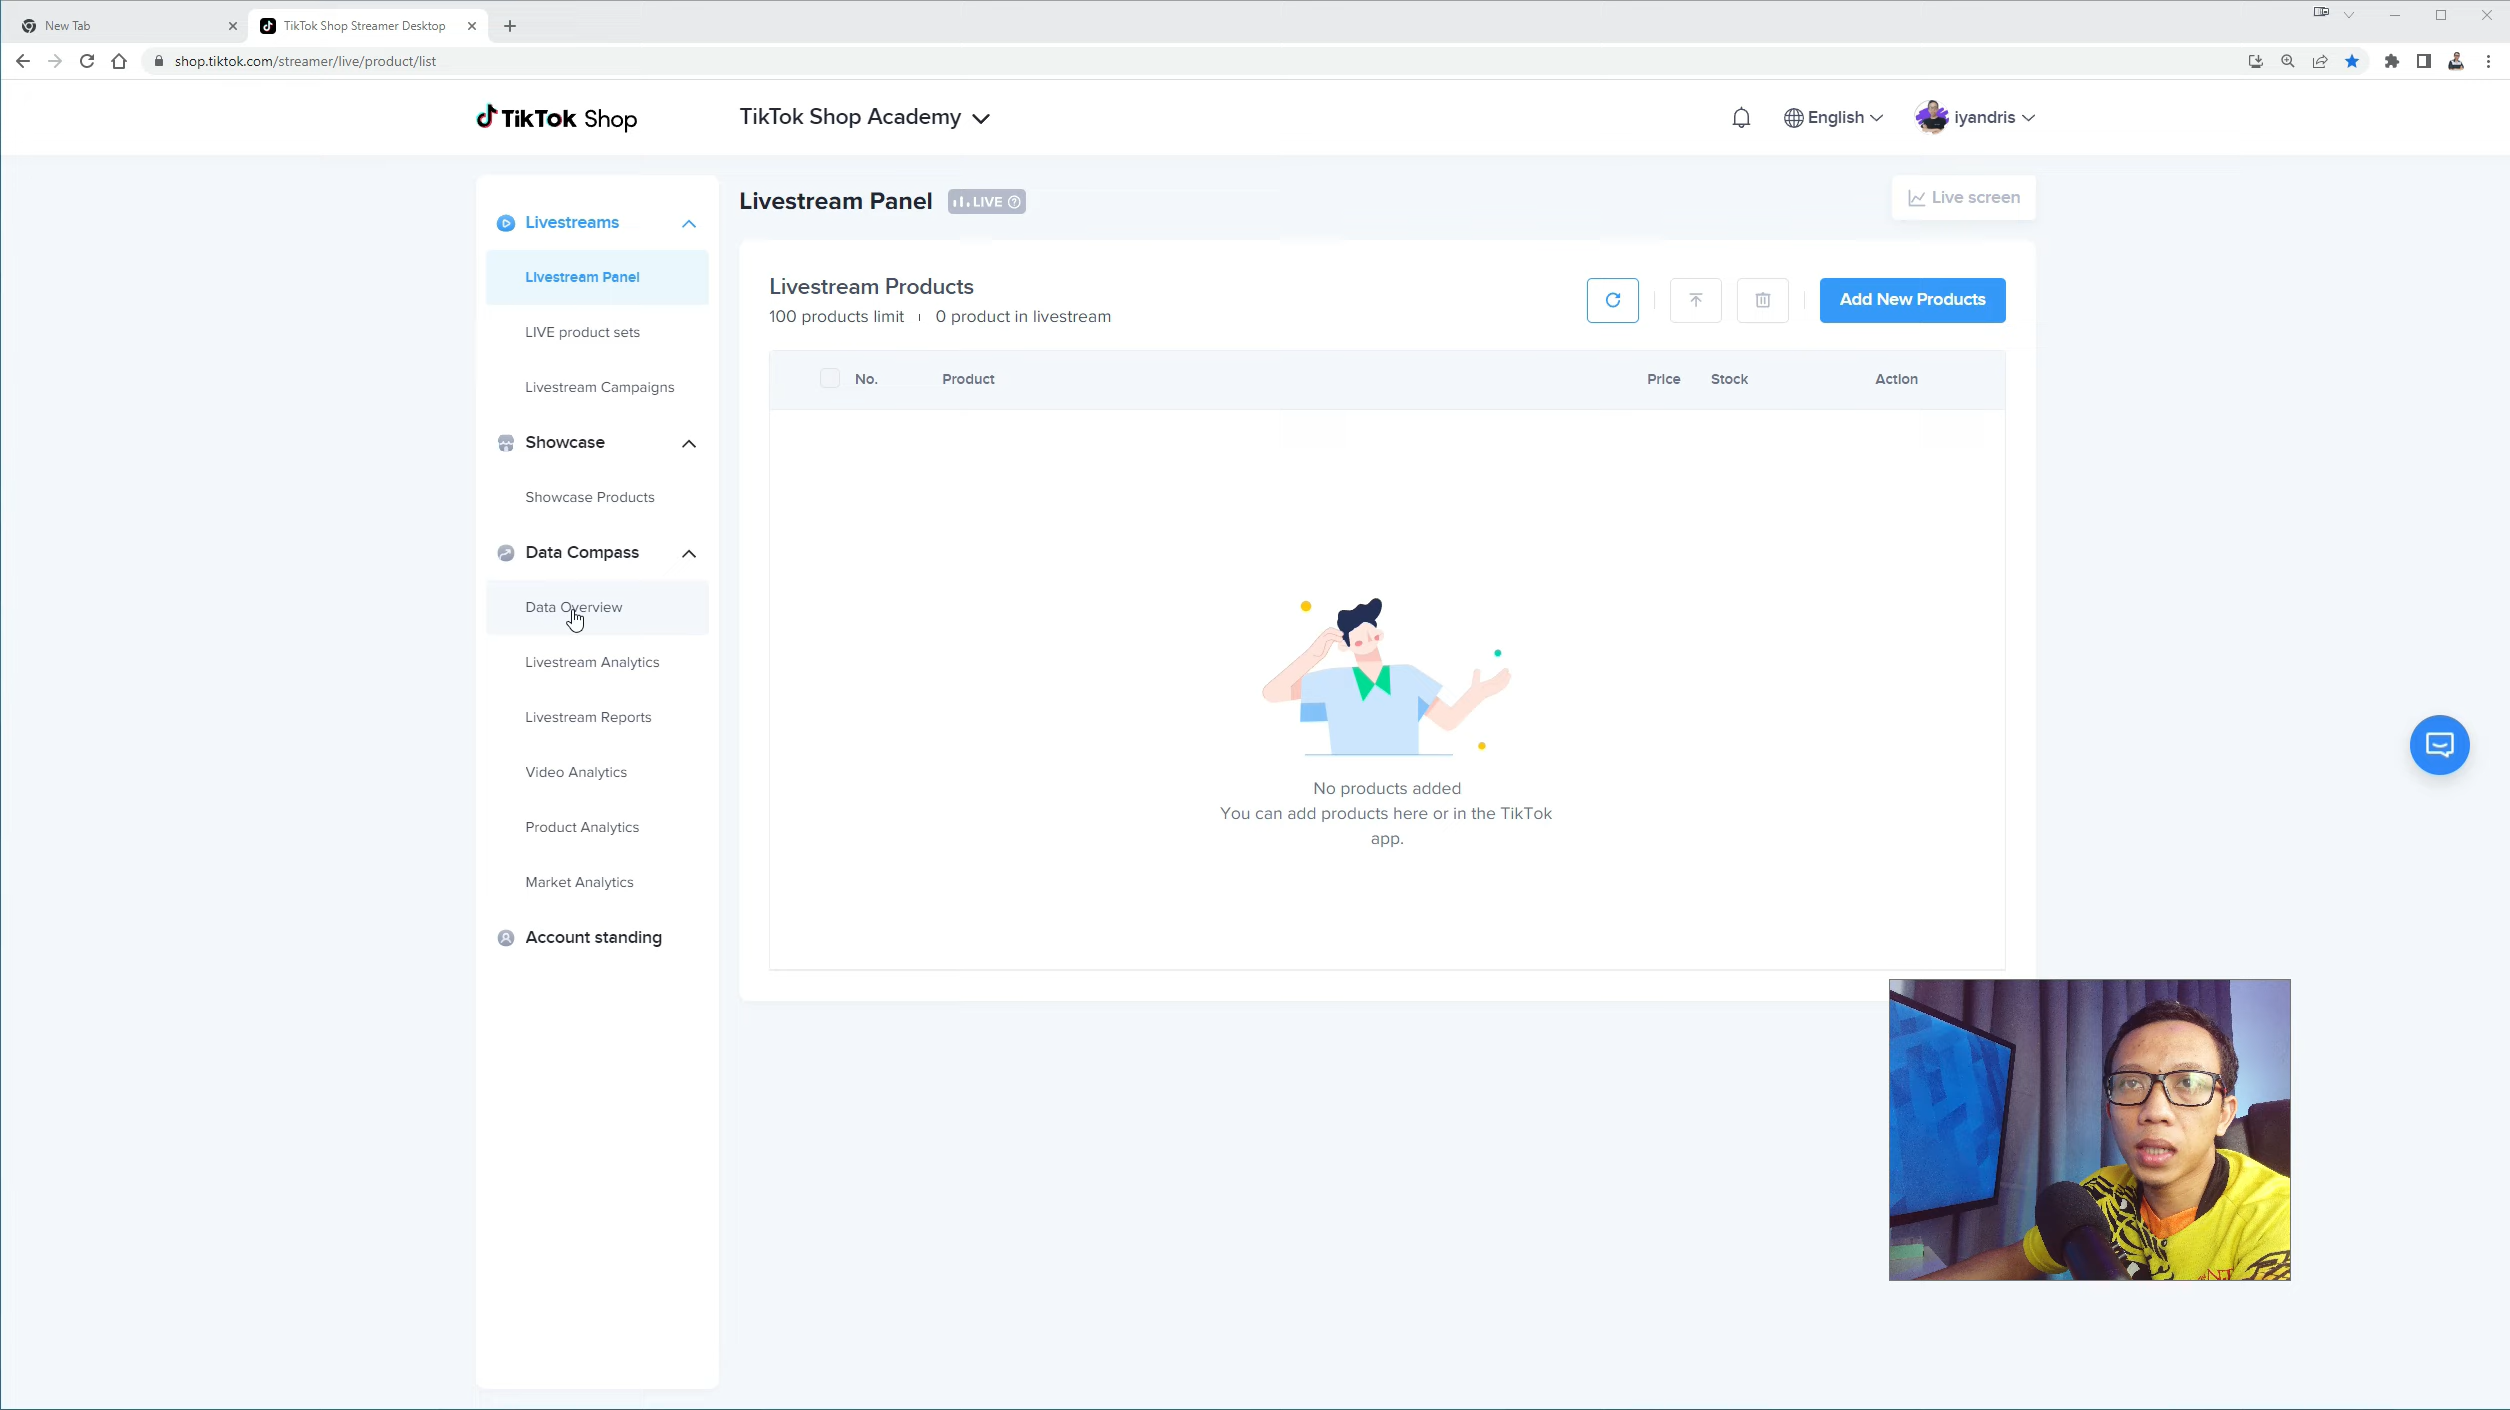 New Tab
TikTok Shop Streamer Desktop
shop.tiktok.com/streamer/live/product/list
TikTok Shop
TikTok Shop Academy
English
iyandris
Livestreams
Livestream Panel
LIVE product sets
Livestream Campaigns
Showcase
Showcase Products
Data Compass
Data Overview
Livestream Analytics
Livestream Reports
Video Analytics
Product Analytics
Market Analytics
Account standing
Livestream Panel
LIVE
Live screen
Livestream Products
100 products limit
0 product in livestream
Add New Products
No.
Product
Price
Stock
Action
No products added
You can add products here or in the TikTok
app.